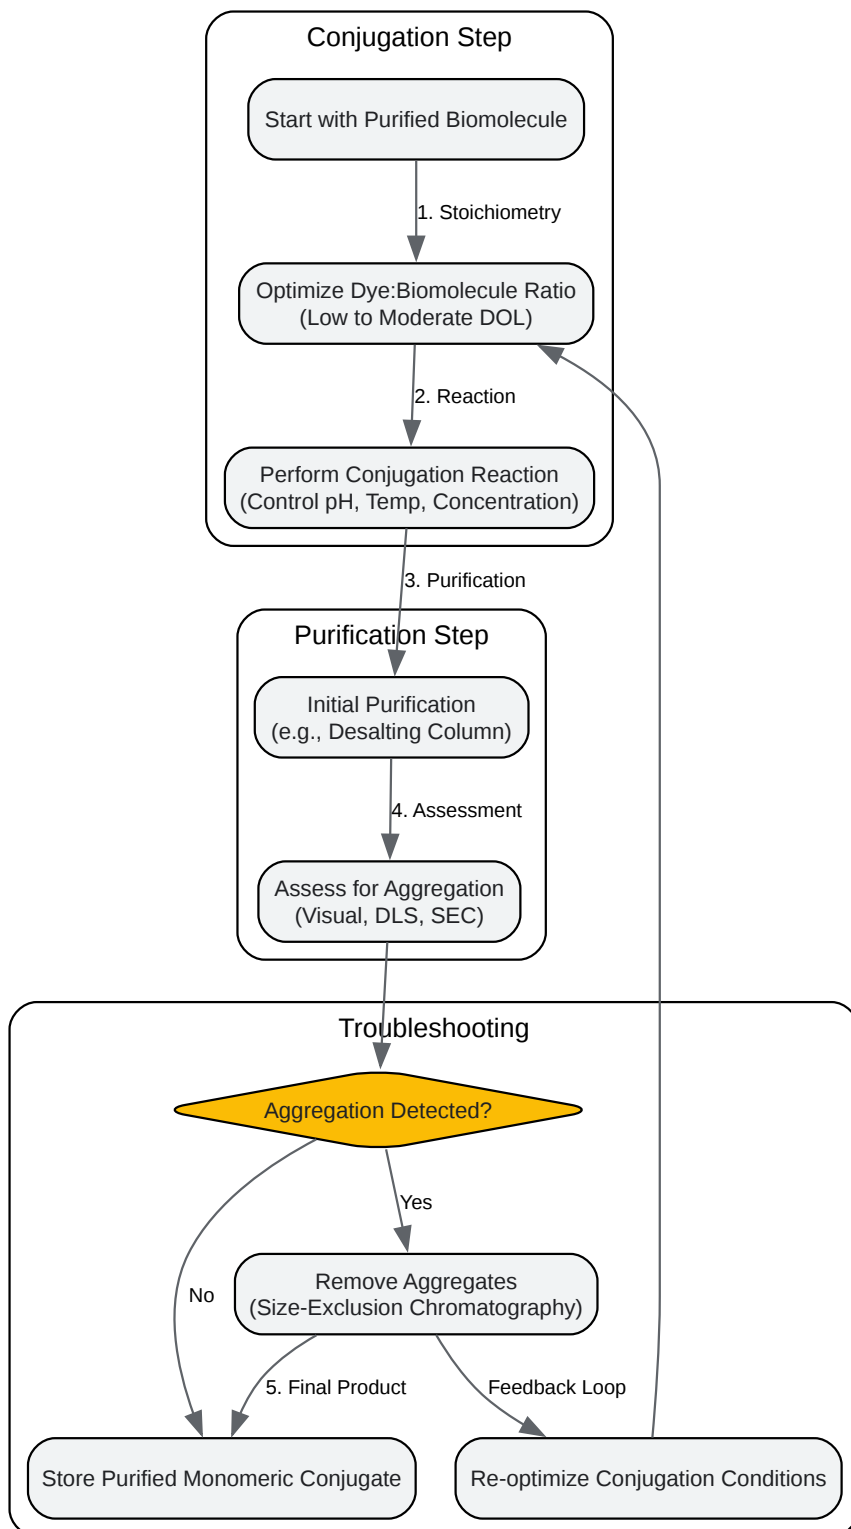 Conjugation Step
Start with Purified Biomolecule
1. Stoichiometry
Optimize Dye:Biomolecule Ratio
(Low to Moderate DOL)
2. Reaction
Perform Conjugation Reaction
(Control pH, Temp, Concentration)
3. Purification
Purification Step
Initial Purification
(e.g., Desalting Column)
4. Assessment
Assess for Aggregation
(Visual, DLS, SEC)
Troubleshooting
Aggregation Detected?
Yes
No
Remove Aggregates
(Size-Exclusion Chromatography)
5. Final Product
Feedback Loop
Store Purified Monomeric Conjugate
Re-optimize Conjugation Conditions